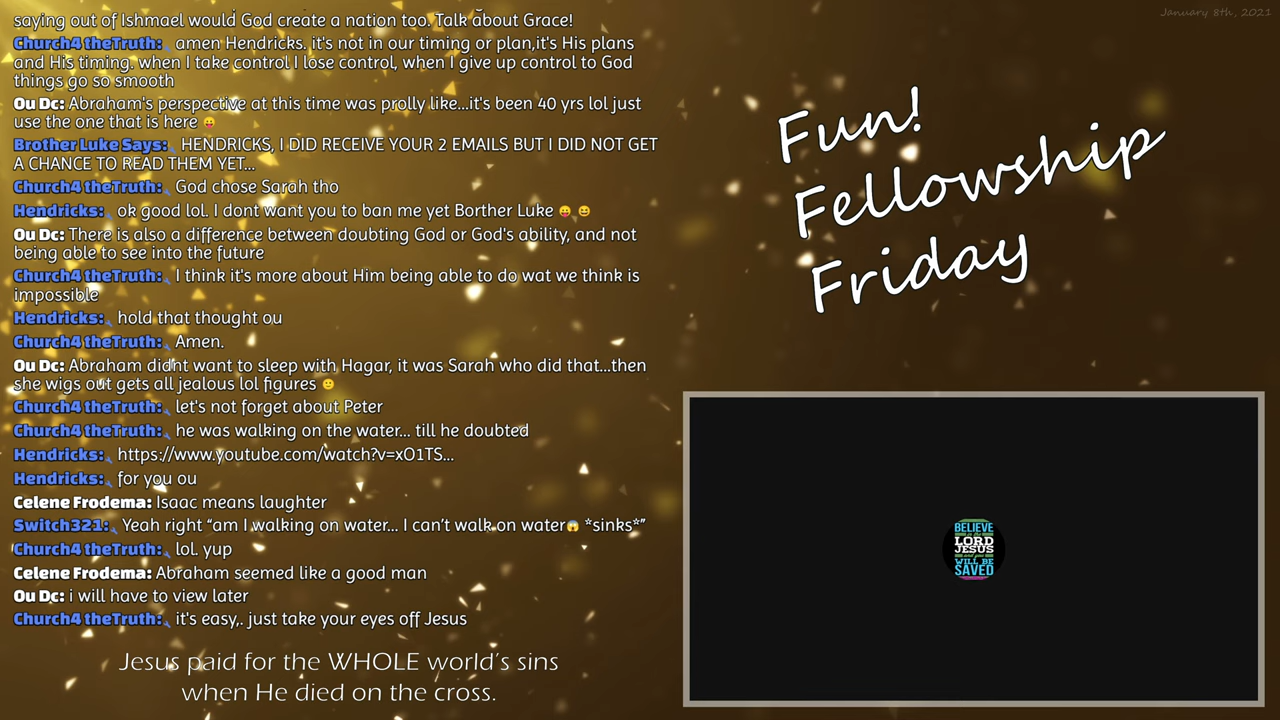 saying out of Ishmael would God create a nation too. Talk about Grace!
Church4 theTruth: amen Hendricks. it's not in our timing or plan,it's His plans
and His timing. when I take control I lose control, when I give up control to God
things go so smooth
Ou Dc: Abraham's perspective at this time was prolly like...it's been 40 yrs lol just
use the one that is here 😛
Brother Luke Says: HENDRICKS, I DID RECEIVE YOUR 2 EMAILS BUT I DID NOT GET
A CHANCE TO READ THEM YET...
Church4 theTruth: God chose Sarah tho
Hendricks: ok good lol. I dont want you to ban me yet Borther Luke 😛 😆
Ou Dc: There is also a difference between doubting God or God's ability, and not
being able to see into the future
Church4 theTruth: I think it's more about Him being able to do wat we think is
impossible
Hendricks: hold that thought ou
Church4 theTruth: Amen.
Ou Dc: Abraham didnt want to sleep with Hagar, it was Sarah who did that...then
she wigs out gets all jealous lol figures 🙂
Church4 theTruth: let's not forget about Peter
Church4 theTruth: he was walking on the water... till he doubted
Hendricks: https://www.youtube.com/watch?v=xO1TS...
Hendricks: for you ou
Celene Frodema: Isaac means laughter
Switch321: Yeah right “am I walking on water... I can’t walk on water😱 *sinks*”
Church4 theTruth: lol. yup
Celene Frodema: Abraham seemed like a good man
Ou Dc: i will have to view later
Church4 theTruth: it's easy,. just take your eyes off Jesus
Jesus paid for the WHOLE world's sins
when He died on the cross.
January 8th, 2021
Fun!
Fellowship
Friday
BELIEVE
LORD
JESUS
WILL BE
SAVED